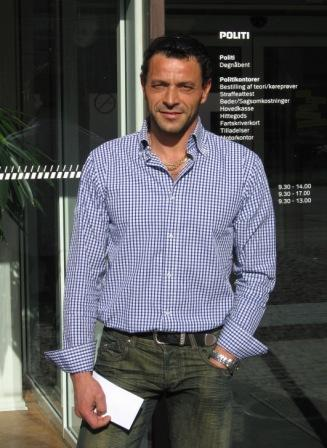 POLITI
Politi
Døgnåbent
Politikontorer
Bestilling af teori/køreprøver
Straffeattest
Bøder/Sagsomkostninger
Hovedkasse
Hittegods
Fartskriverkort
Tilladelser
Motorkontor
9.30 - 14.00
9.30 - 17.00
9.30 - 13.00